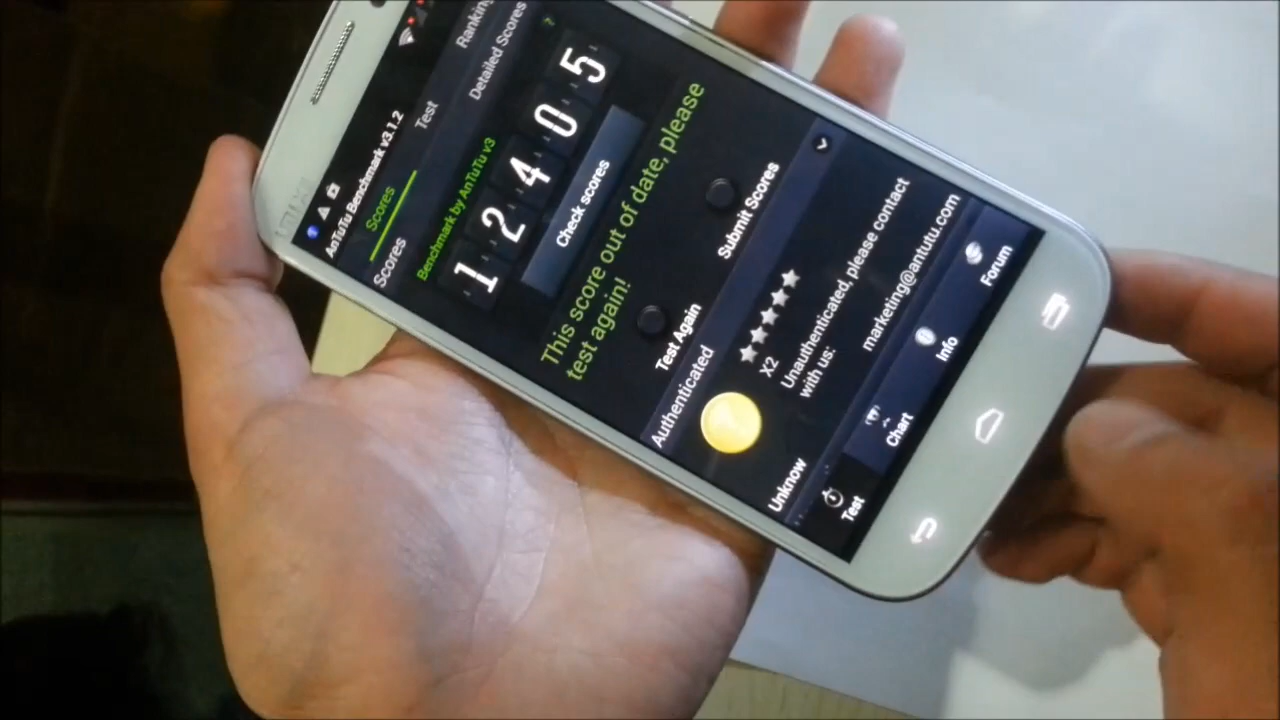 AnTuTu Benchmark v3.1.2
Scores
Test
Ranking
Scores
Detailed Scores
Benchmark by AnTuTu v3
?
12405
Check scores
This score out of date, please
test again!
Test Again
Submit Scores
Authenticated
X2
Unauthenticated, please contact
with us:
marketing@antutu.com
Unknow
Test
Chart
Info
Forum